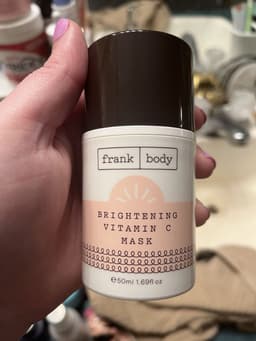 frank body
BRIGHTENING
VITAMIN C
MASK
℮50ml 1.69fl oz